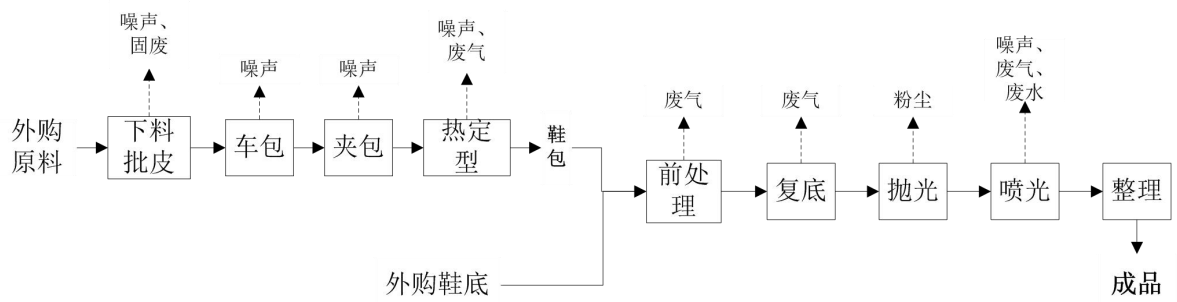 噪声、
固废
噪声
噪声
噪声、
废气
废气
废气
粉尘
噪声、
废气、
废水
外购
原料
下料
批皮
车包
夹包
热定
型
鞋
包
前处
理
复底
抛光
喷光
整理
外购鞋底
成品